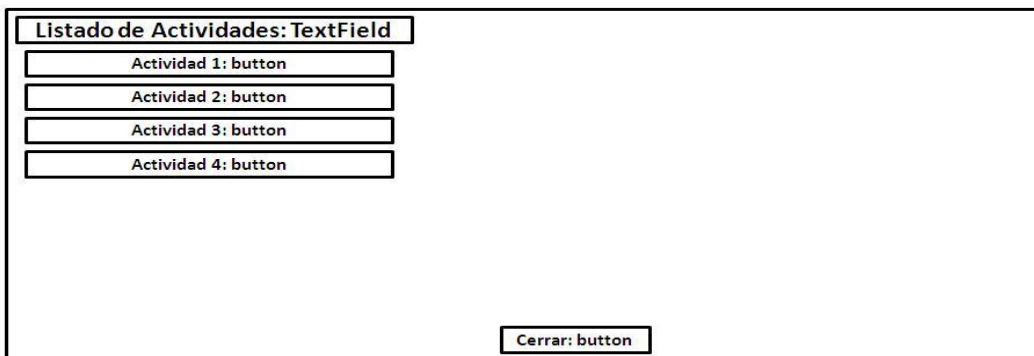 Listado de Actividades: TextField
Actividad 1: button
Actividad 2: button
Actividad 3: button
Actividad 4: button
Cerrar: button